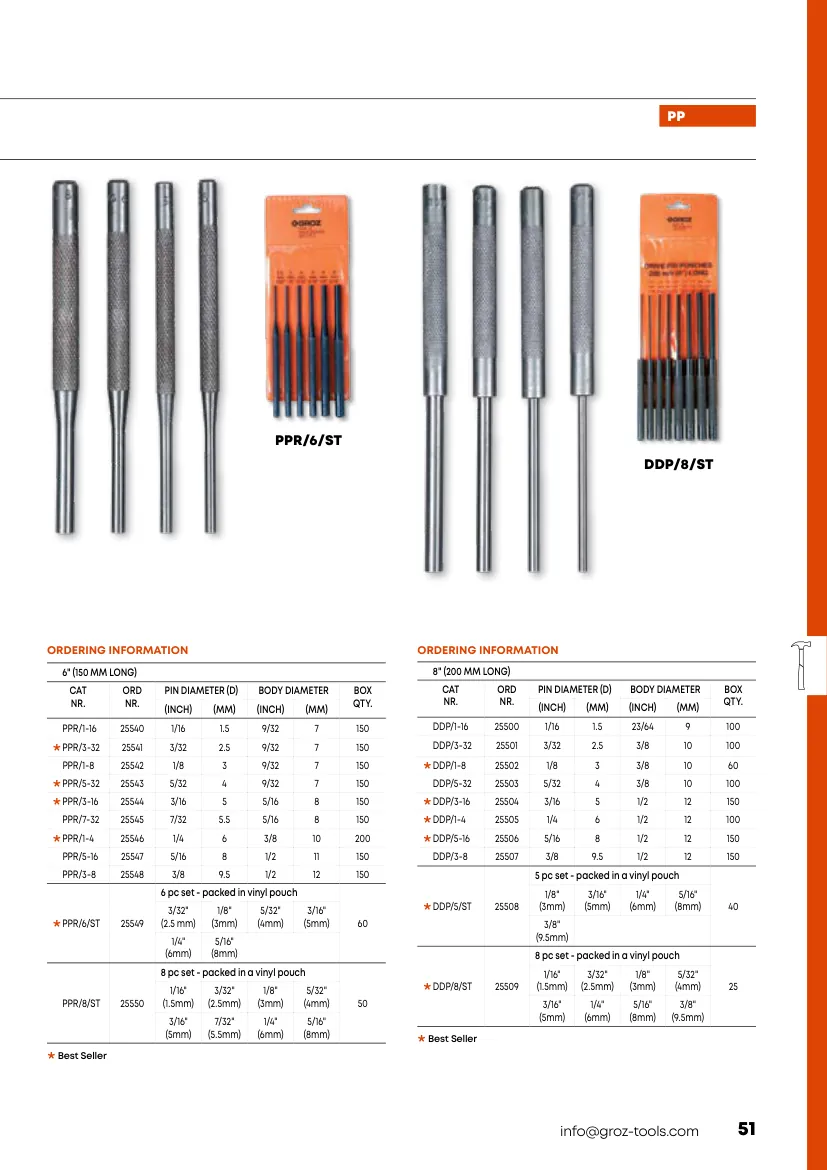 PP
GROZ
DRIVE PIN PUNCHES
200 mm (8") LONG
PPR/6/ST
DDP/8/ST
ORDERING INFORMATION
6" (150 MM LONG)
CAT NR. ORD NR. PIN DIAMETER (D) BODY DIAMETER BOX QTY.
(INCH) (MM) (INCH) (MM)
PPR/1-16 25540 1/16 1.5 9/32 7 150
* PPR/3-32 25541 3/32 2.5 9/32 7 150
PPR/1-8 25542 1/8 3 9/32 7 150
* PPR/5-32 25543 5/32 4 9/32 7 150
* PPR/3-16 25544 3/16 5 5/16 8 150
PPR/7-32 25545 7/32 5.5 5/16 8 150
* PPR/1-4 25546 1/4 6 3/8 10 200
PPR/5-16 25547 5/16 8 1/2 11 150
PPR/3-8 25548 3/8 9.5 1/2 12 150
6 pc set - packed in vinyl pouch
3/32" 1/8" 5/32" 3/16"
* PPR/6/ST 25549 (2.5 mm) (3mm) (4mm) (5mm) 60
1/4" 5/16"
(6mm) (8mm)
8 pc set - packed in a vinyl pouch
1/16" 3/32" 1/8" 5/32"
PPR/8/ST 25550 (1.5mm) (2.5mm) (3mm) (4mm) 50
3/16" 7/32" 1/4" 5/16"
(5mm) (5.5mm) (6mm) (8mm)
* Best Seller
ORDERING INFORMATION
8" (200 MM LONG)
CAT NR. ORD NR. PIN DIAMETER (D) BODY DIAMETER BOX QTY.
(INCH) (MM) (INCH) (MM)
DDP/1-16 25500 1/16 1.5 23/64 9 100
DDP/3-32 25501 3/32 2.5 3/8 10 100
* DDP/1-8 25502 1/8 3 3/8 10 60
DDP/5-32 25503 5/32 4 3/8 10 100
* DDP/3-16 25504 3/16 5 1/2 12 150
* DDP/1-4 25505 1/4 6 1/2 12 100
* DDP/5-16 25506 5/16 8 1/2 12 150
DDP/3-8 25507 3/8 9.5 1/2 12 150
5 pc set - packed in a vinyl pouch
1/8" 3/16" 1/4" 5/16"
* DDP/5/ST 25508 (3mm) (5mm) (6mm) (8mm) 40
3/8"
(9.5mm)
8 pc set - packed in a vinyl pouch
1/16" 3/32" 1/8" 5/32"
* DDP/8/ST 25509 (1.5mm) (2.5mm) (3mm) (4mm) 25
3/16" 1/4" 5/16" 3/8"
(5mm) (6mm) (8mm) (9.5mm)
* Best Seller
info@groz-tools.com 51